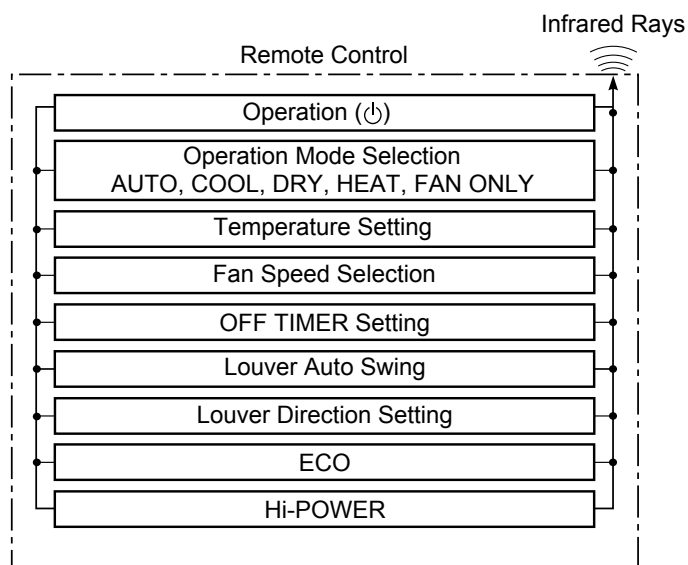 Infrared Rays
Remote Control
Operation (⏻)
Operation Mode Selection
AUTO, COOL, DRY, HEAT, FAN ONLY
Temperature Setting
Fan Speed Selection
OFF TIMER Setting
Louver Auto Swing
Louver Direction Setting
ECO
Hi-POWER